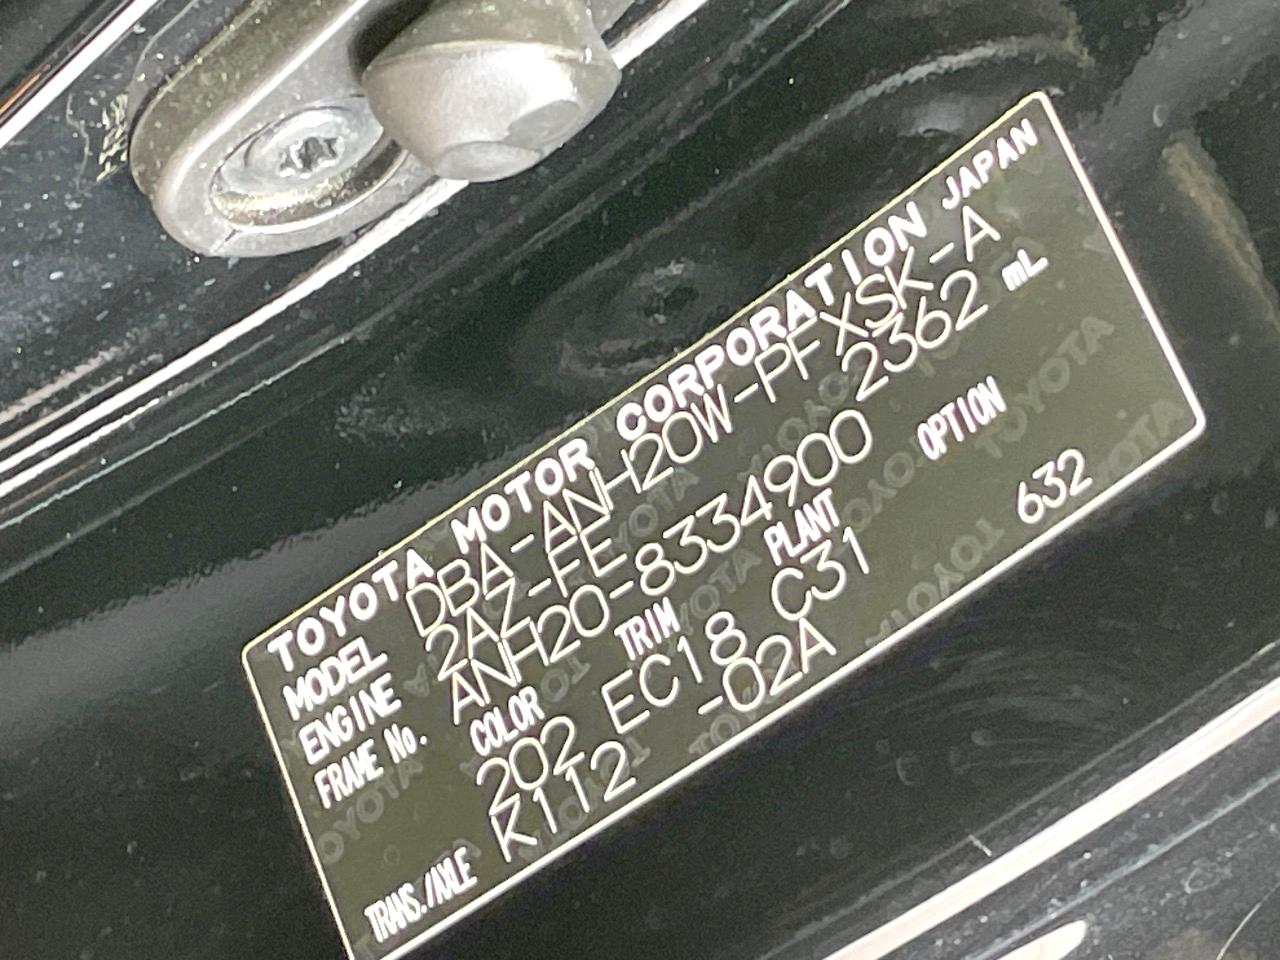 TOYOTA MOTOR CORPORATION JAPAN
MODEL DBA-ANH20W-PFXSK-A
ENGINE 2AZ-FE 2362 mL
FRAME No. ANH20-8334900
COLOR TRIM PLANT OPTION
202 EC18 C31 632
TRANS./AXLE K112 -02A